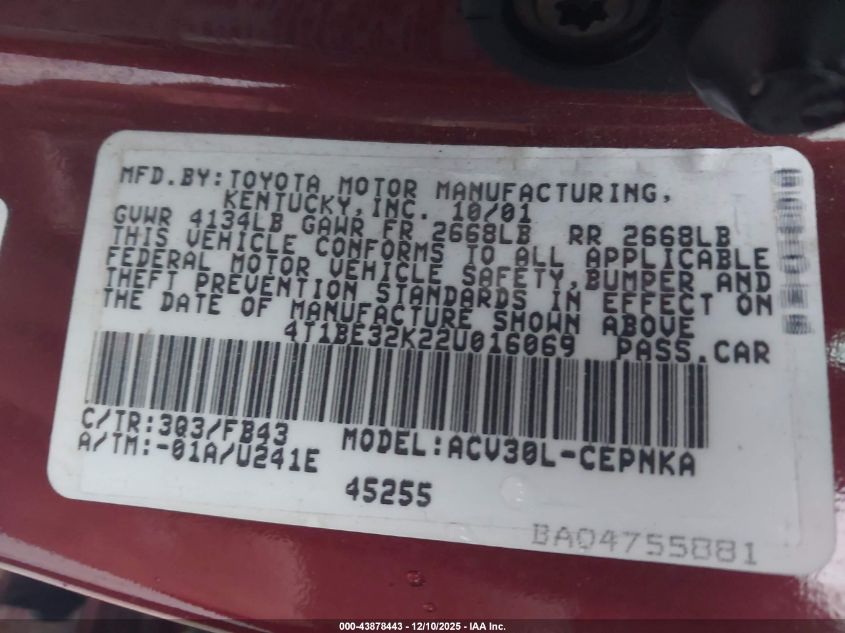 MFD.BY:TOYOTA MOTOR MANUFACTURING,
KENTUCKY,INC. 10/01
GVWR 4134LB GAWR FR 2668LB RR 2668LB
THIS VEHICLE CONFORMS TO ALL APPLICABLE
FEDERAL MOTOR VEHICLE SAFETY,BUMPER AND
THEFT PREVENTION STANDARDS IN EFFECT ON
THE DATE OF MANUFACTURE SHOWN ABOVE
4T1BE32K22U016069 PASS.CAR
C/TR:3Q3/FB43
A/TM:-01A/U241E MODEL:ACV30L-CEPNKA
45255
BA04755881
000-43878443 — 12/10/2025 — IAA Inc.